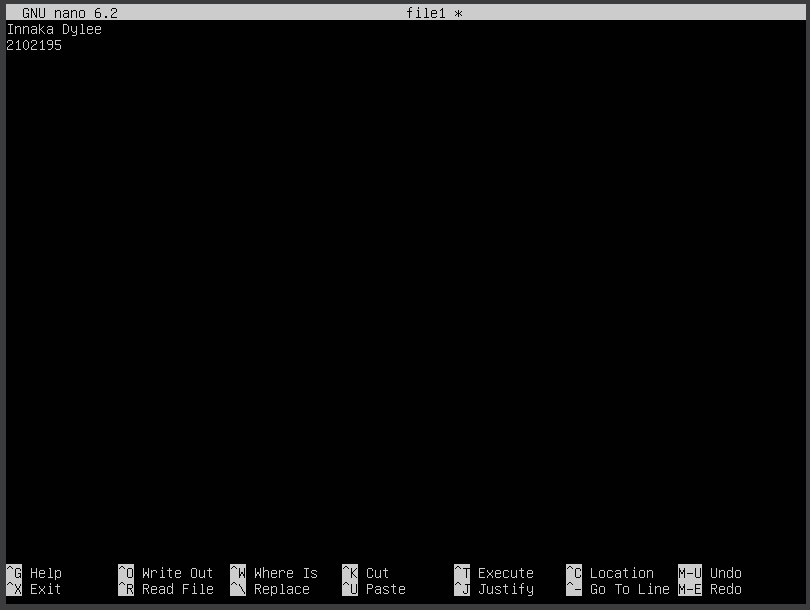 GNU nano 6.2 file1 *
Innaka Dylee
2102195
^G Help ^O Write Out ^W Where Is ^K Cut ^T Execute ^C Location M-U Undo
^X Exit ^R Read File ^\ Replace ^U Paste ^J Justify ^- Go To Line M-E Redo